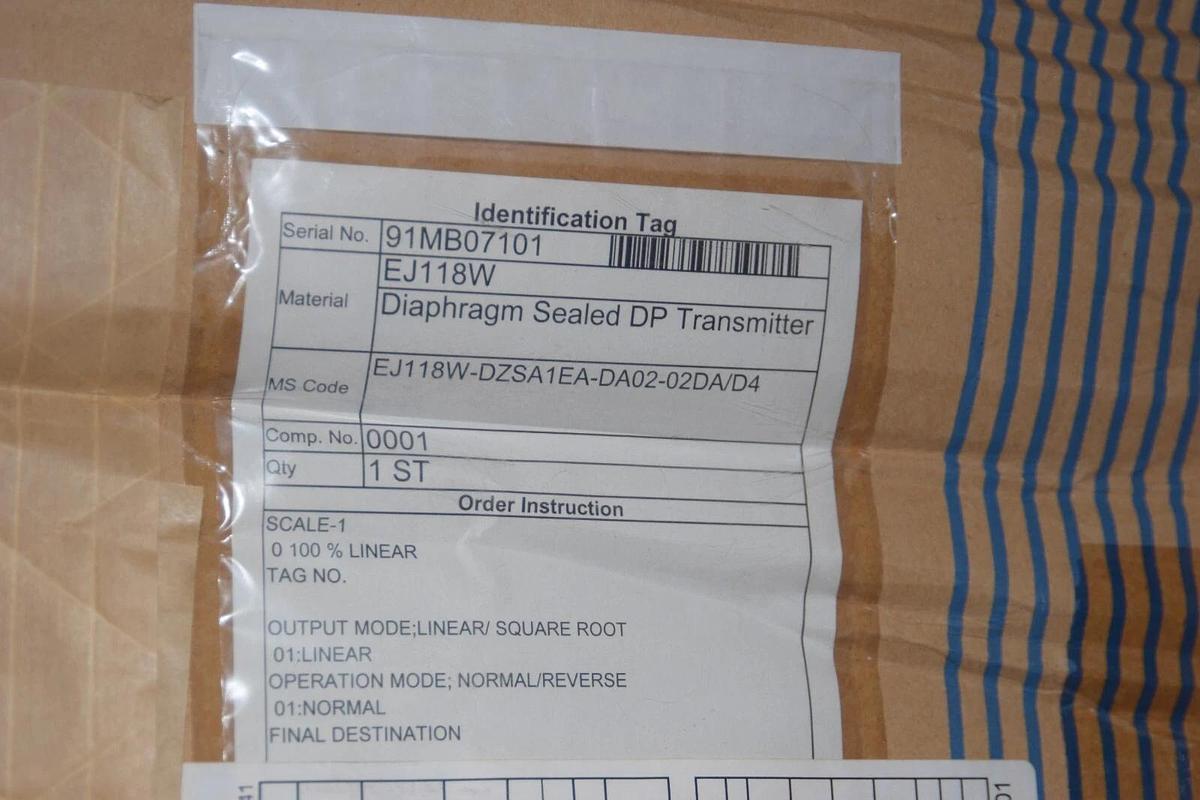 Identification Tag
Serial No. 91MB07101
EJ118W
Material
Diaphragm Sealed DP Transmitter
MS Code EJ118W-DZSA1EA-DA02-02DA/D4
Comp. No. 0001
Qty 1 ST
Order Instruction
SCALE-1
0 100 % LINEAR
TAG NO.
OUTPUT MODE;LINEAR/ SQUARE ROOT
01:LINEAR
OPERATION MODE; NORMAL/REVERSE
01:NORMAL
FINAL DESTINATION